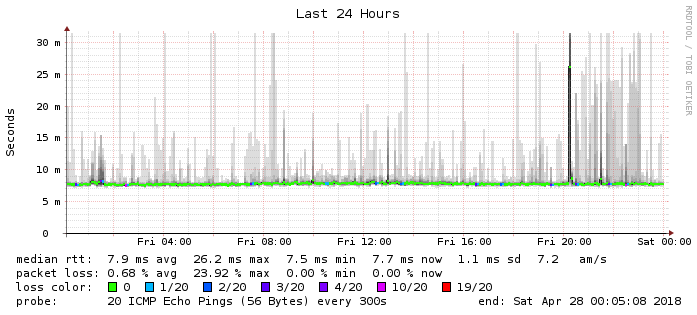 Last 24 Hours
RRDTOOL / TOBI OETIKER
Seconds
30 m
25 m
20 m
15 m
10 m
5 m
0
Fri 04:00 Fri 08:00 Fri 12:00 Fri 16:00 Fri 20:00 Sat 00:00
median rtt: 7.9 ms avg 26.2 ms max 7.5 ms min 7.7 ms now 1.1 ms sd 7.2 am/s
packet loss: 0.68 % avg 23.92 % max 0.00 % min 0.00 % now
loss color: 0 1/20 2/20 3/20 4/20 10/20 19/20
probe: 20 ICMP Echo Pings (56 Bytes) every 300s end: Sat Apr 28 00:05:08 2018